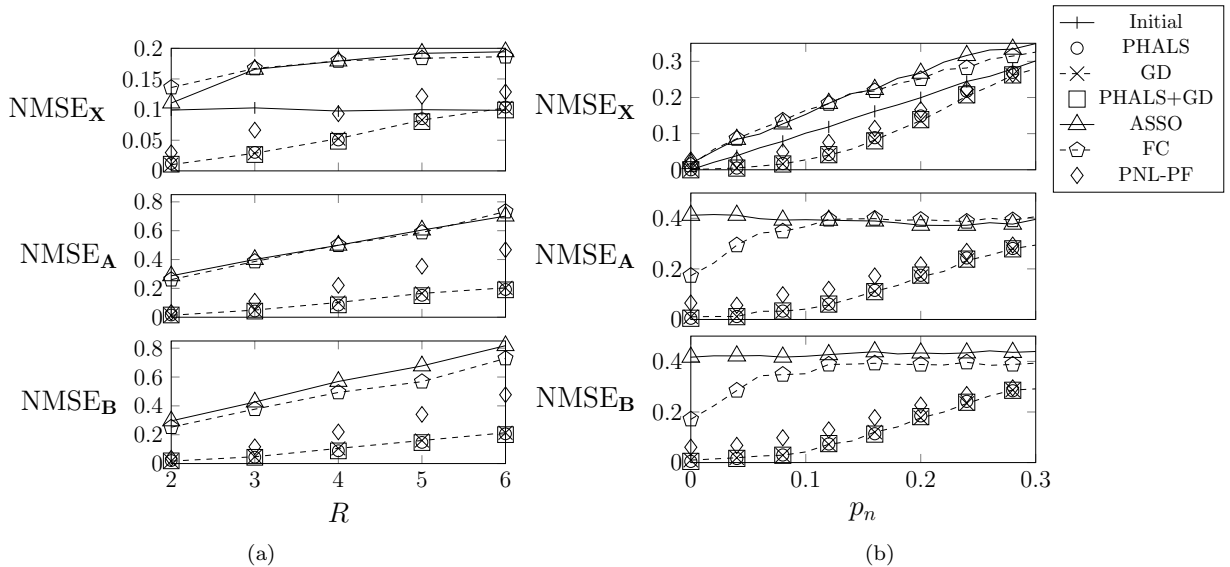 0.2
0.15
0.1
0.05
0
NMSE_X
0.8
0.6
0.4
0.2
0
NMSE_A
0.8
0.6
0.4
0.2
0
NMSE_B
2
3
4
5
6
R
(a)
0.3
0.2
0.1
0
NMSE_X
0.4
0.2
0
NMSE_A
0.4
0.2
0
NMSE_B
0
0.1
0.2
0.3
p_n
(b)
Initial
PHALS
GD
PHALS+GD
ASSO
FC
PNL-PF